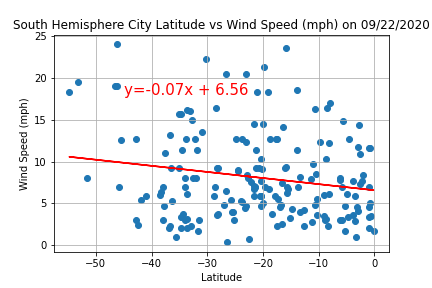 South Hemisphere City Latitude vs Wind Speed (mph) on 09/22/2020
25
20
y=-0.07x + 6.56
15
10
5
0
Wind Speed (mph)
−50 −40 −30 −20 −10 0
Latitude